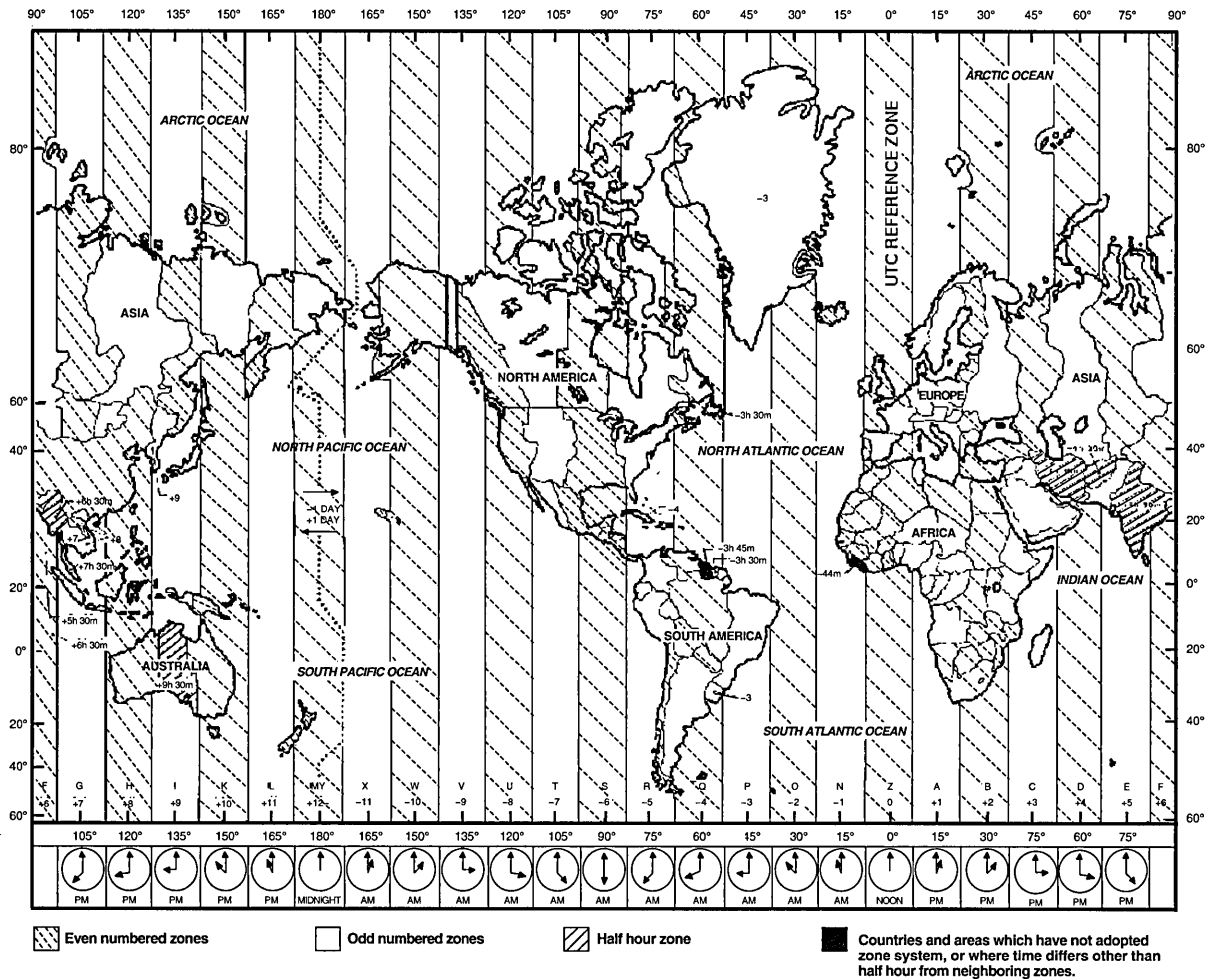 90° 105° 120° 135° 150° 165° 180° 165° 150° 135° 120° 105° 90° 75° 60° 45° 30° 15° 0° 15° 30° 45° 60° 75° 90°
ARCTIC OCEAN
ARCTIC OCEAN
UTC REFERENCE ZONE
80°
80°
-3
ASIA
60°
NORTH AMERICA
ASIA
EUROPE
60°
-3h 30m
40°
NORTH PACIFIC OCEAN
NORTH ATLANTIC OCEAN
40°
+9
+6h 30m
-1 DAY
+1 DAY
-4
20°
+7
+8
AFRICA
-3h 45m
-3h 30m
+7h 30m
-44m
INDIAN OCEAN
20°
0°
+5h 30m
SOUTH AMERICA
+6h 30m
0°
20°
AUSTRALIA
SOUTH PACIFIC OCEAN
+9h 30m
-3
20°
40°
SOUTH ATLANTIC OCEAN
40°
F G H I K L MY X W V U T S R Q P O N Z A B C D E F
+6 +7 +8 +9 +10 +11 +12- -11 -10 -9 -8 -7 -6 -5 -4 -3 -2 -1 0 +1 +2 +3 +4 +5 +6
60°
60°
105° 120° 135° 150° 165° 180° 165° 150° 135° 120° 105° 90° 75° 60° 45° 30° 15° 0° 15° 30° 45° 60° 75°
PM PM PM PM PM MIDNIGHT AM AM AM AM AM AM AM AM AM AM AM NOON PM PM PM PM PM
Even numbered zones
Odd numbered zones
Half hour zone
Countries and areas which have not adopted
zone system, or where time differs other than
half hour from neighboring zones.